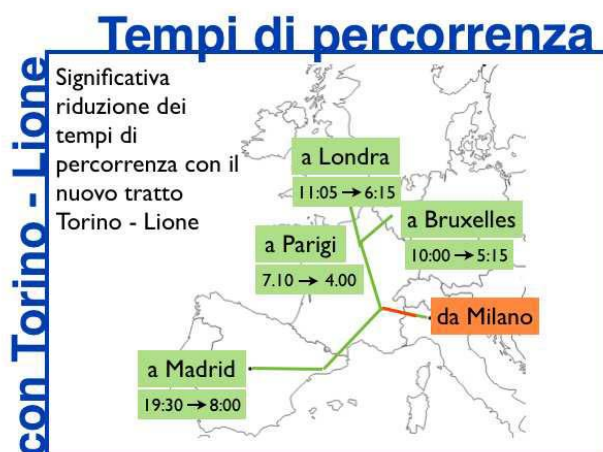 Tempi di percorrenza
con Torino - Lione
Significativa
riduzione dei
tempi di
percorrenza con il
nuovo tratto
Torino - Lione
a Londra
11:05 → 6:15
a Bruxelles
10:00 → 5:15
a Parigi
7.10 → 4.00
da Milano
a Madrid
19:30 → 8:00